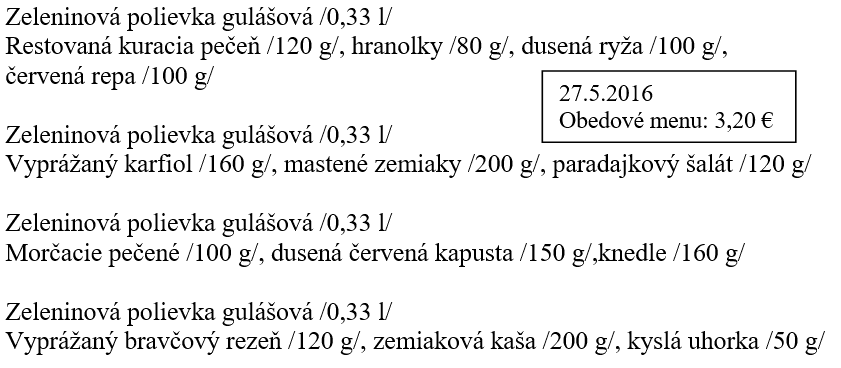 Zeleninová polievka gulášová /0,33 l/
Restovaná kuracia pečeň /120 g/, hranolky /80 g/, dusená ryža /100 g/,
červená repa /100 g/
27.5.2016
Obedové menu: 3,20 €
Zeleninová polievka gulášová /0,33 l/
Vyprážaný karfiol /160 g/, mastené zemiaky /200 g/, paradajkový šalát /120 g/
Zeleninová polievka gulášová /0,33 l/
Morčacie pečené /100 g/, dusená červená kapusta /150 g/,knedle /160 g/
Zeleninová polievka gulášová /0,33 l/
Vyprážaný bravčový rezeň /120 g/, zemiaková kaša /200 g/, kyslá uhorka /50 g/